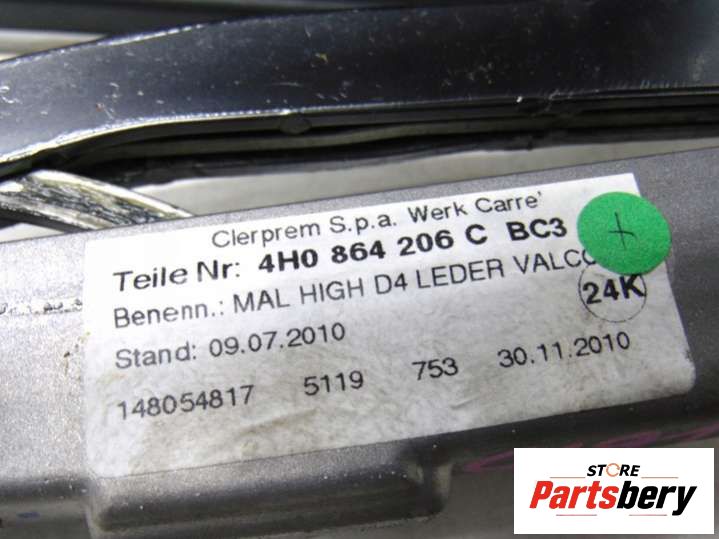 Clerprem S.p.a. Werk Carre'
Teile Nr: 4H0 864 206 C BC3
Benenn.: MAL HIGH D4 LEDER
24K
Stand: 09.07.2010
148054817 5119 753 30.11.2010
STORE
Partsbery